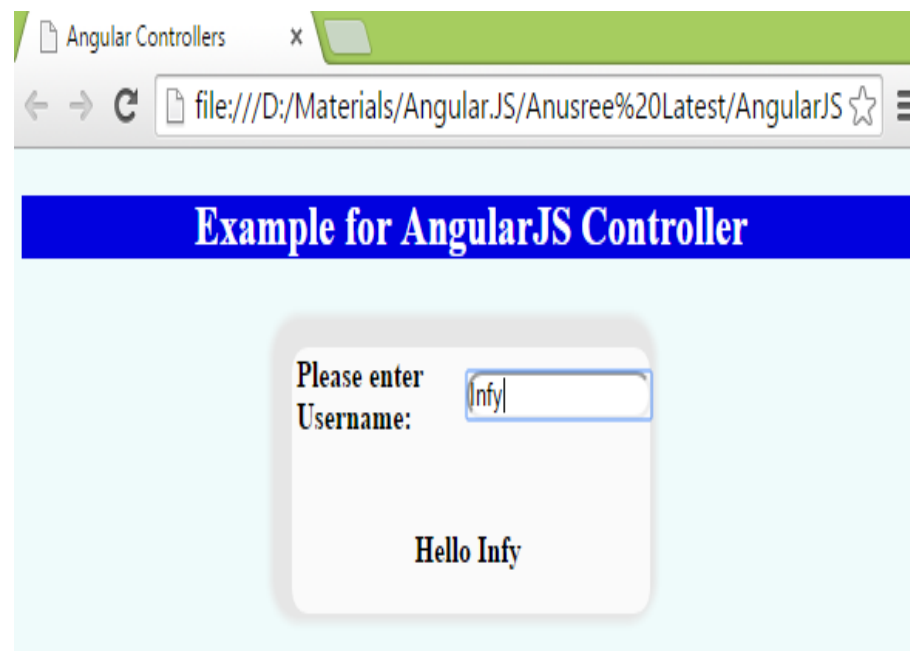 Angular Controllers ×
file:///D:/Materials/Angular.JS/Anusree%20Latest/AngularJS
Example for AngularJS Controller
Please enter
Username:
Infy
Hello Infy